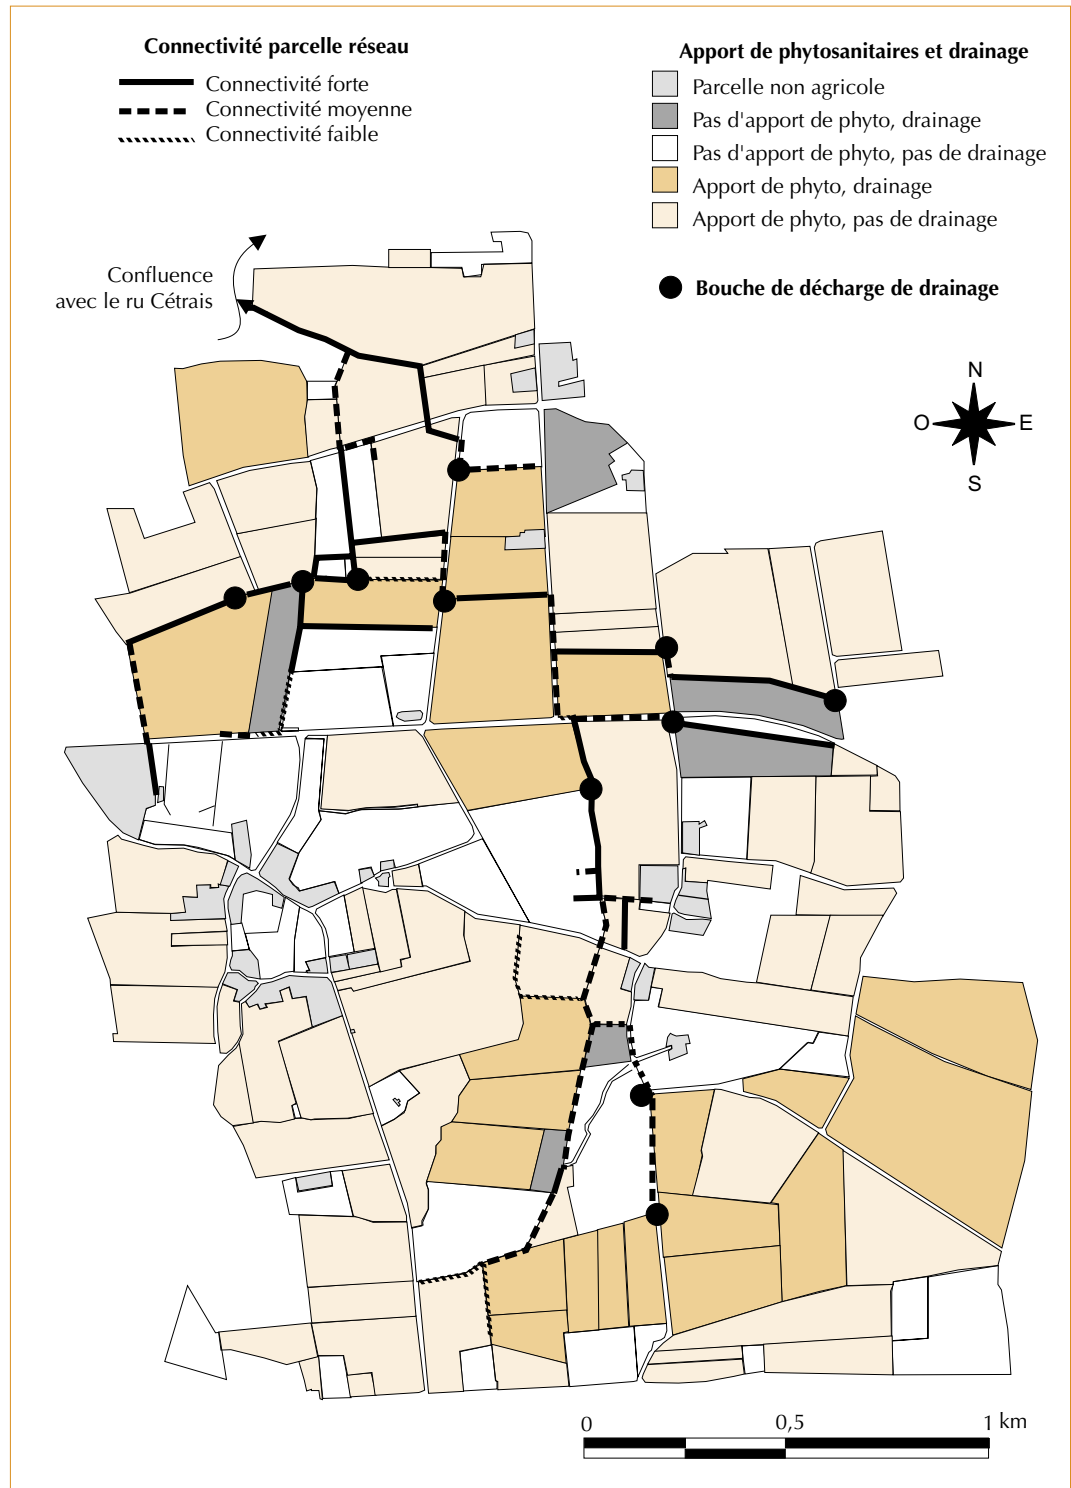 Connectivité parcelle réseau
Connectivité forte
Connectivité moyenne
Connectivité faible
Apport de phytosanitaires et drainage
Parcelle non agricole
Pas d'apport de phyto, drainage
Pas d'apport de phyto, pas de drainage
Apport de phyto, drainage
Apport de phyto, pas de drainage
Bouche de décharge de drainage
Confluence
avec le ru Cétrais
N
O E
S
0 0,5 1 km